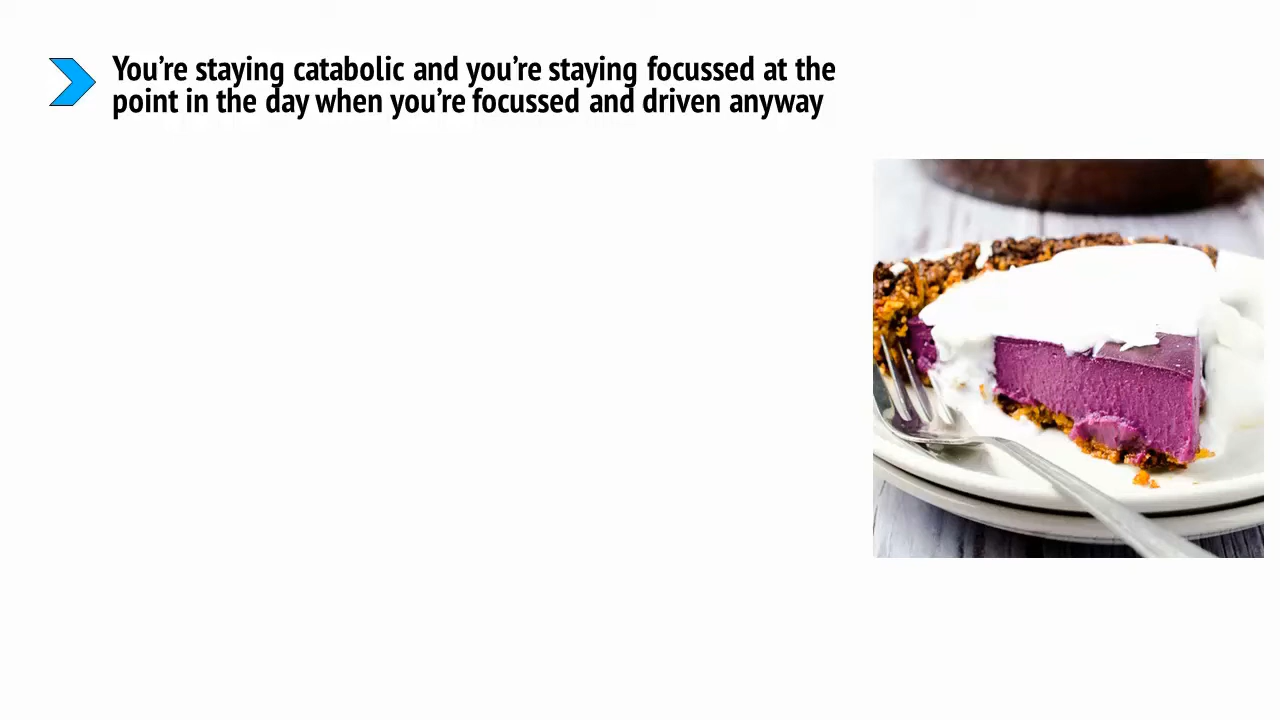 You’re staying catabolic and you’re staying focussed at the
point in the day when you’re focussed and driven anyway